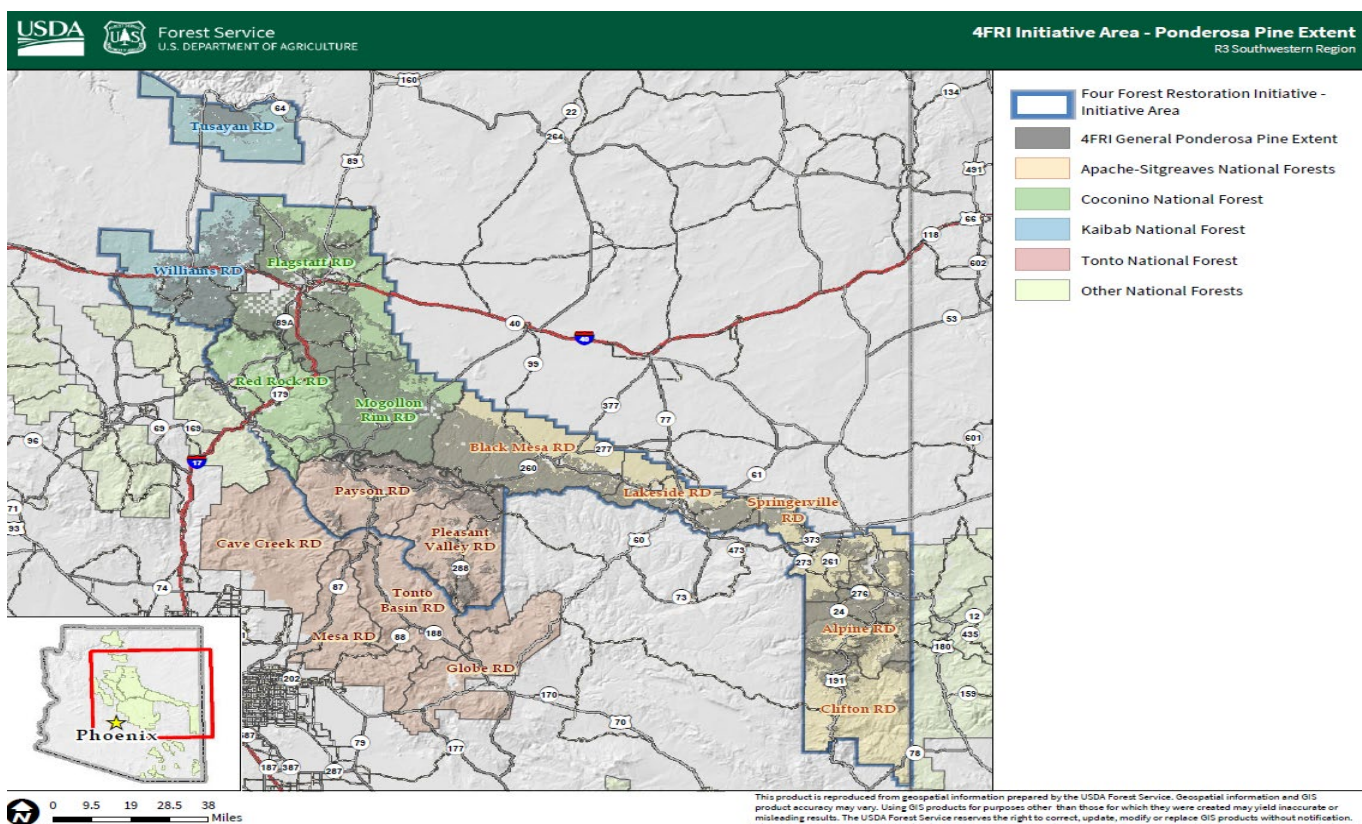 USDA
Forest Service
U.S. DEPARTMENT OF AGRICULTURE
UAS
4FRI Initiative Area - Ponderosa Pine Extent
R3 Southwestern Region
Four Forest Restoration Initiative -
Initiative Area
4FRI General Ponderosa Pine Extent
Apache-Sitgreaves National Forests
Coconino National Forest
Kaibab National Forest
Tonto National Forest
Other National Forests
160
134
64
22
Tusayan RD
264
89
491
66
118
602
Williams RD
Flagstaff RD
53
89A
40
40
99
Red Rock RD
179
377
Mogollon
Rim RD
77
69
169
96
Black Mesa RD
277
601
17
260
61
Payson RD
Lakeside RD
Springerville
RD
71
93
Pleasant
Valley RD
Cave Creek RD
60
373
473
273
261
288
74
87
73
276
Tonto
Basin RD
24
12
Mesa RD
88
188
Alpine RD
435
180
Globe RD
202
191
170
159
70
Clifton RD
79
177
78
587
187
387
287
Phoenix
N
0 9.5 19 28.5 38
Miles
This product is reproduced from geospatial information prepared by the USDA Forest Service. Geospatial information and GIS
product accuracy may vary. Using GIS products for purposes other than those for which they were created may yield inaccurate or
misleading results. The USDA Forest Service reserves the right to correct, update, modify or replace GIS products without notification.